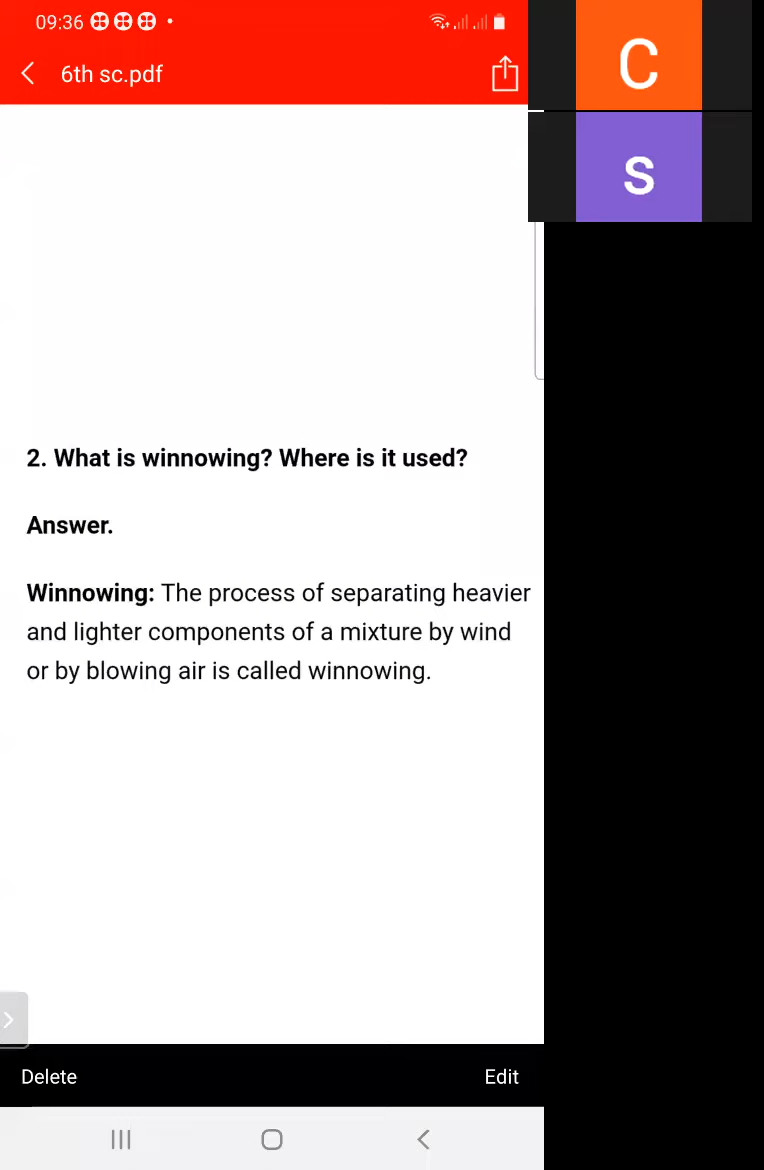 09:36
6th sc.pdf
C
S
2. What is winnowing? Where is it used?
Answer.
Winnowing: The process of separating heavier
and lighter components of a mixture by wind
or by blowing air is called winnowing.
Delete
Edit